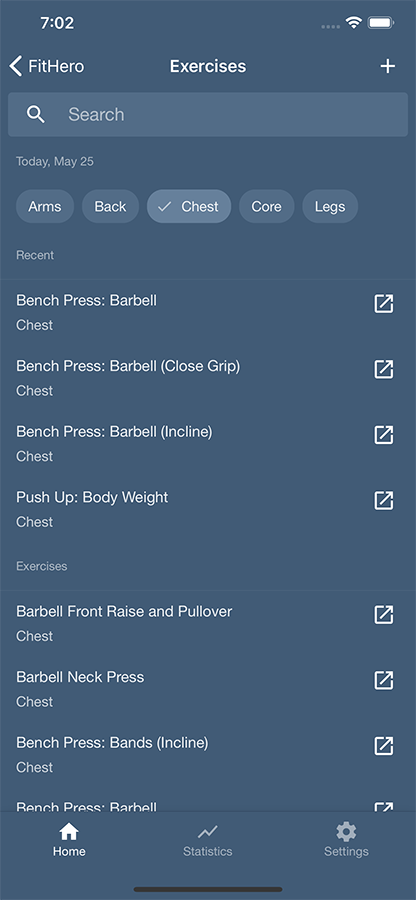 7:02
FitHero
Exercises
Search
Today, May 25
Arms
Back
Chest
Core
Legs
Recent
Bench Press: Barbell
Chest
Bench Press: Barbell (Close Grip)
Chest
Bench Press: Barbell (Incline)
Chest
Push Up: Body Weight
Chest
Exercises
Barbell Front Raise and Pullover
Chest
Barbell Neck Press
Chest
Bench Press: Bands (Incline)
Chest
Bench Press: Barbell
Home
Statistics
Settings